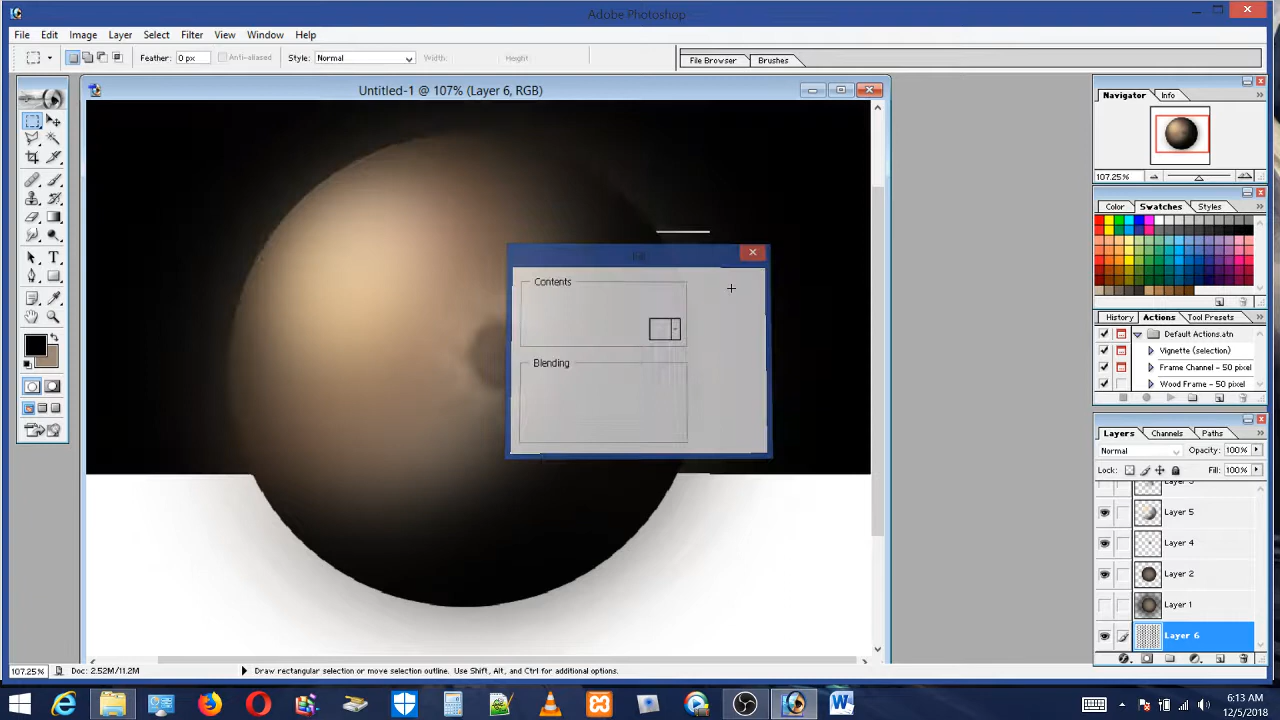 Adobe Photoshop
File Edit Image Layer Select Filter View Window Help
Feather: 0 px Anti-aliased Style: Normal Width: Height File Browser Brushes
Untitled-1 @ 107% (Layer 6, RGB)
Navigator Info
107.25%
Color Swatches Styles
Fill
Contents
Blending
History Actions Tool Presets
Default Actions.atn
Vignette (selection)
Frame Channel - 50 pixel
Wood Frame - 50 pixel
Layers Channels Paths
Normal Opacity: 100%
Lock: Fill: 100%
Layer 5
Layer 4
Layer 2
Layer 1
Layer 6
107.25% Doc: 2.52M/11.2M Draw rectangular selection or move selection outline. Use Shift, Alt, and Ctrl for additional options.
6:13 AM
12/5/2018